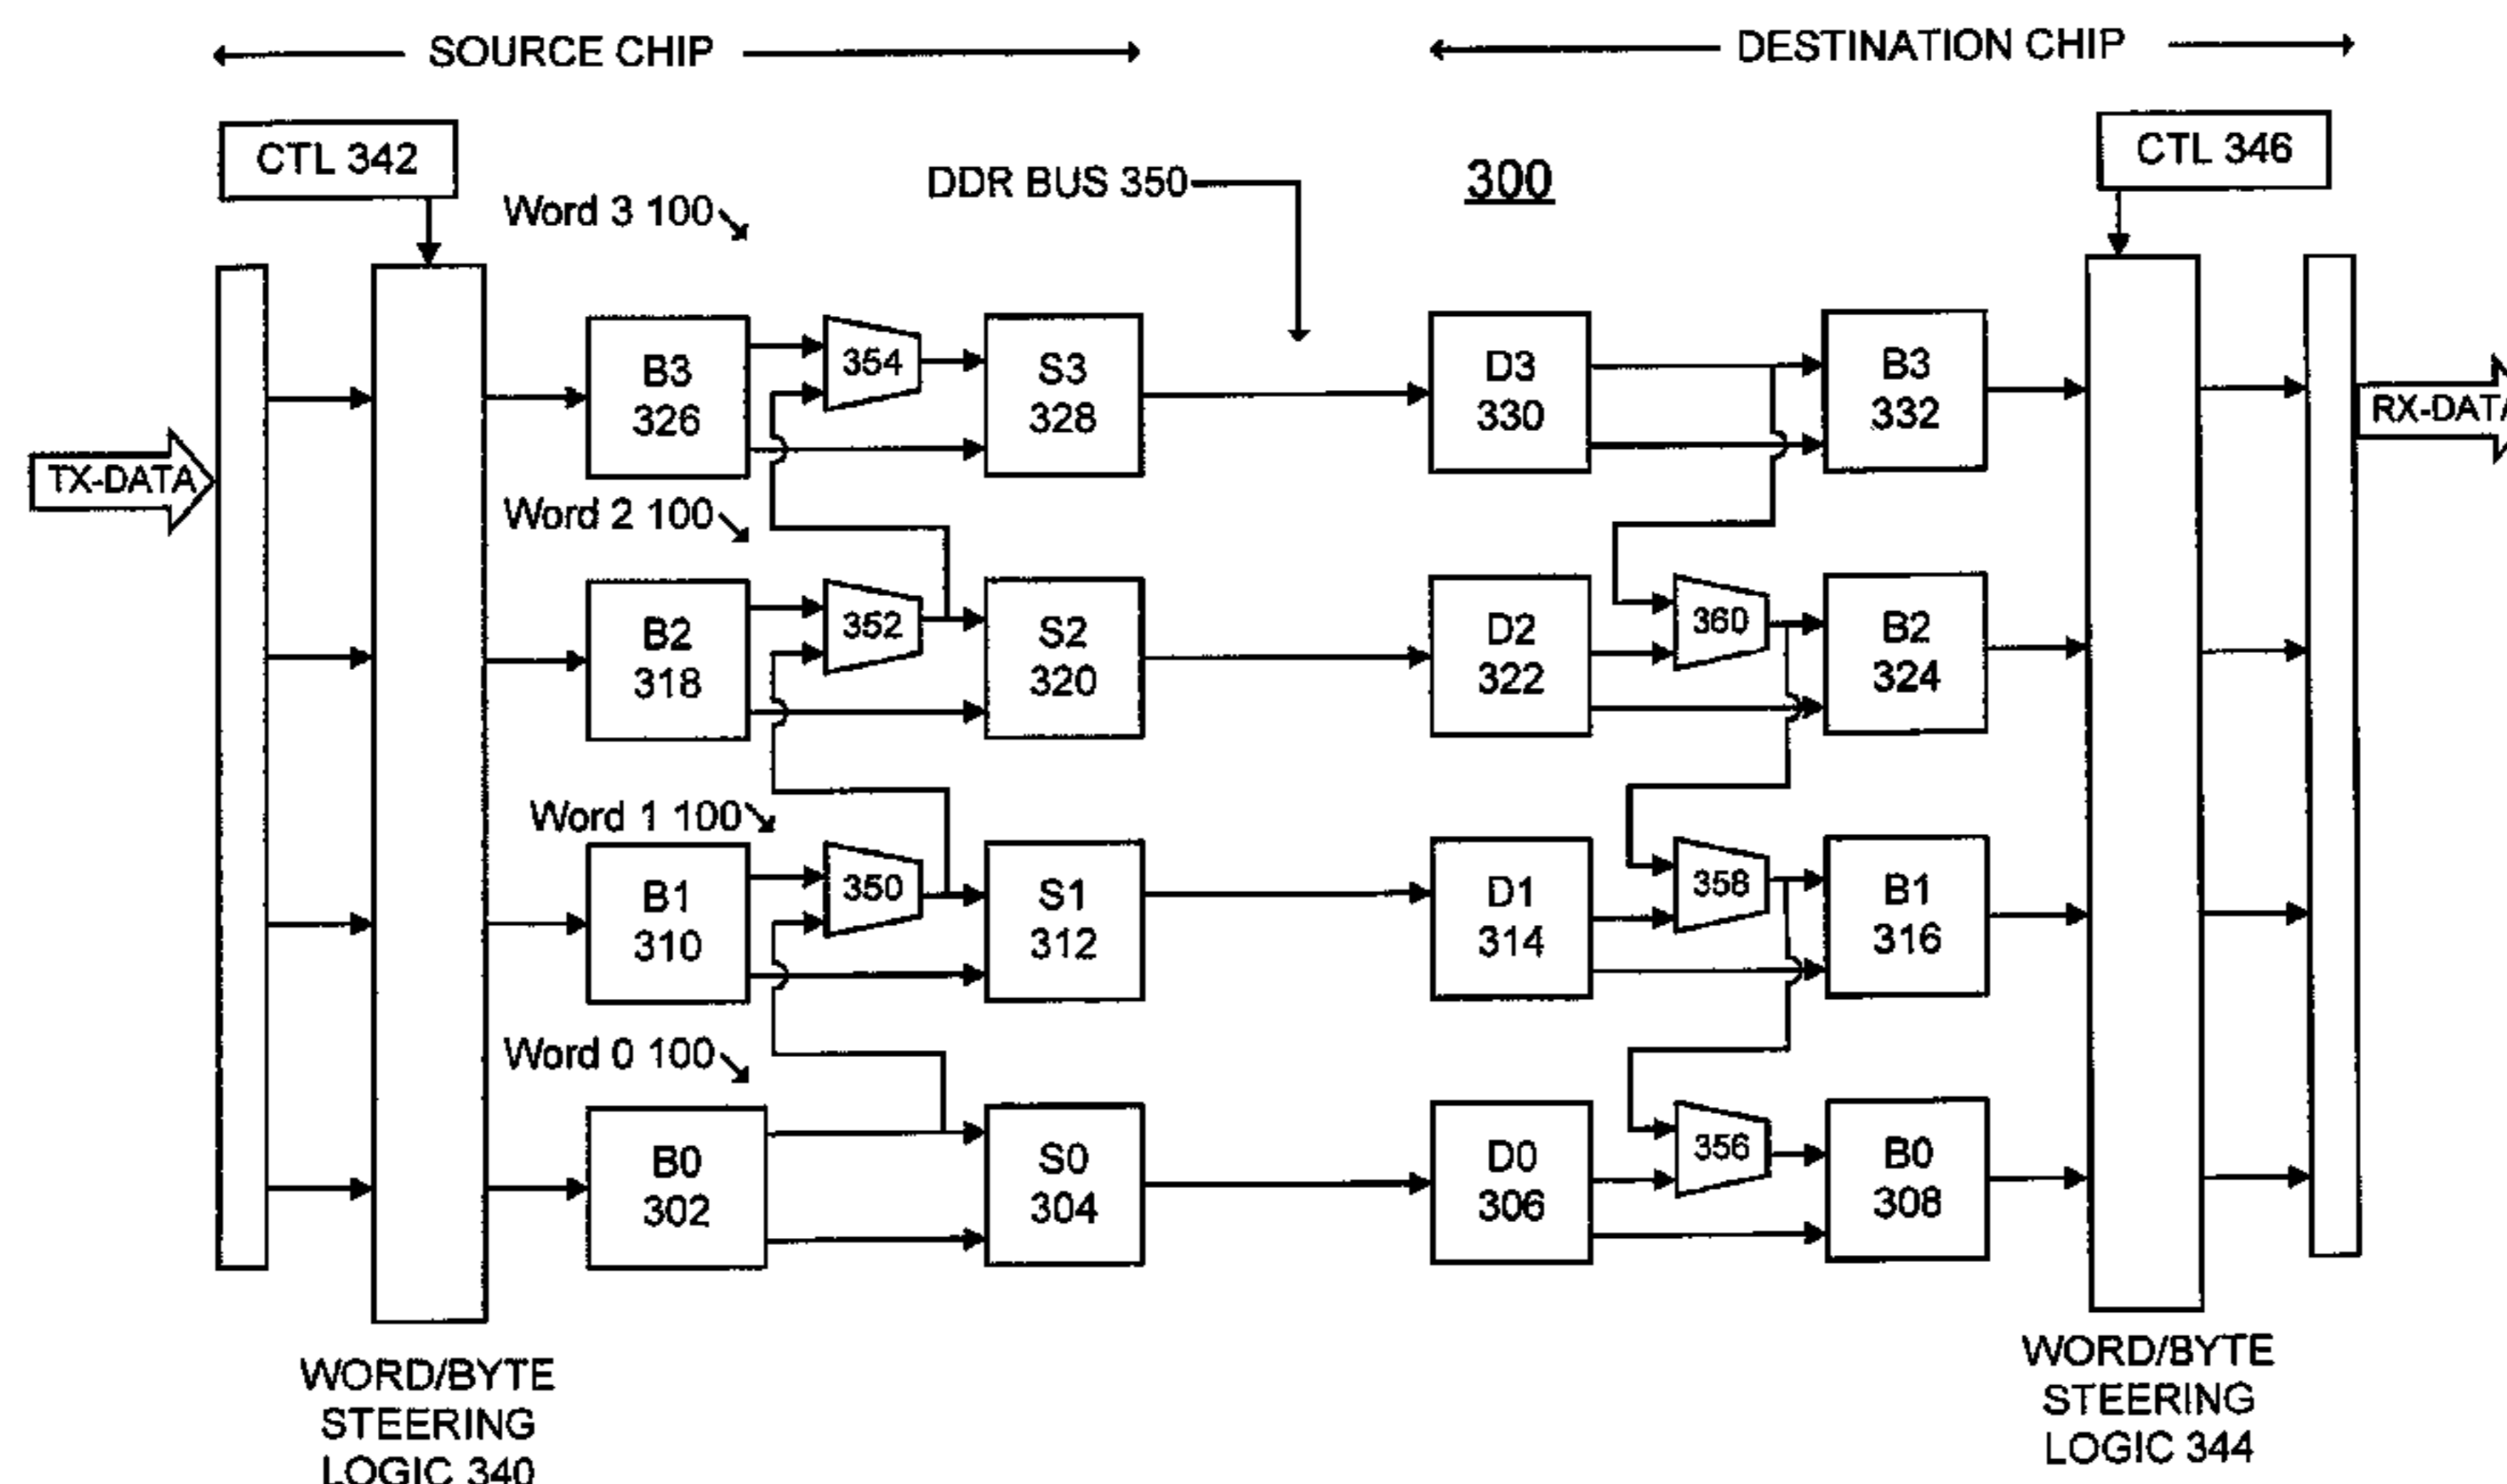 SOURCE CHIP
DESTINATION CHIP
CTL 342
CTL 346
DDR BUS 350
300
Word 3 100
B3
326
354
S3
328
D3
330
B3
332
TX-DATA
RX-DATA
Word 2 100
B2
318
352
S2
320
D2
322
360
B2
324
Word 1 100
B1
310
350
S1
312
D1
314
358
B1
316
Word 0 100
B0
302
S0
304
D0
306
356
B0
308
WORD/BYTE
STEERING
LOGIC 340
WORD/BYTE
STEERING
LOGIC 344